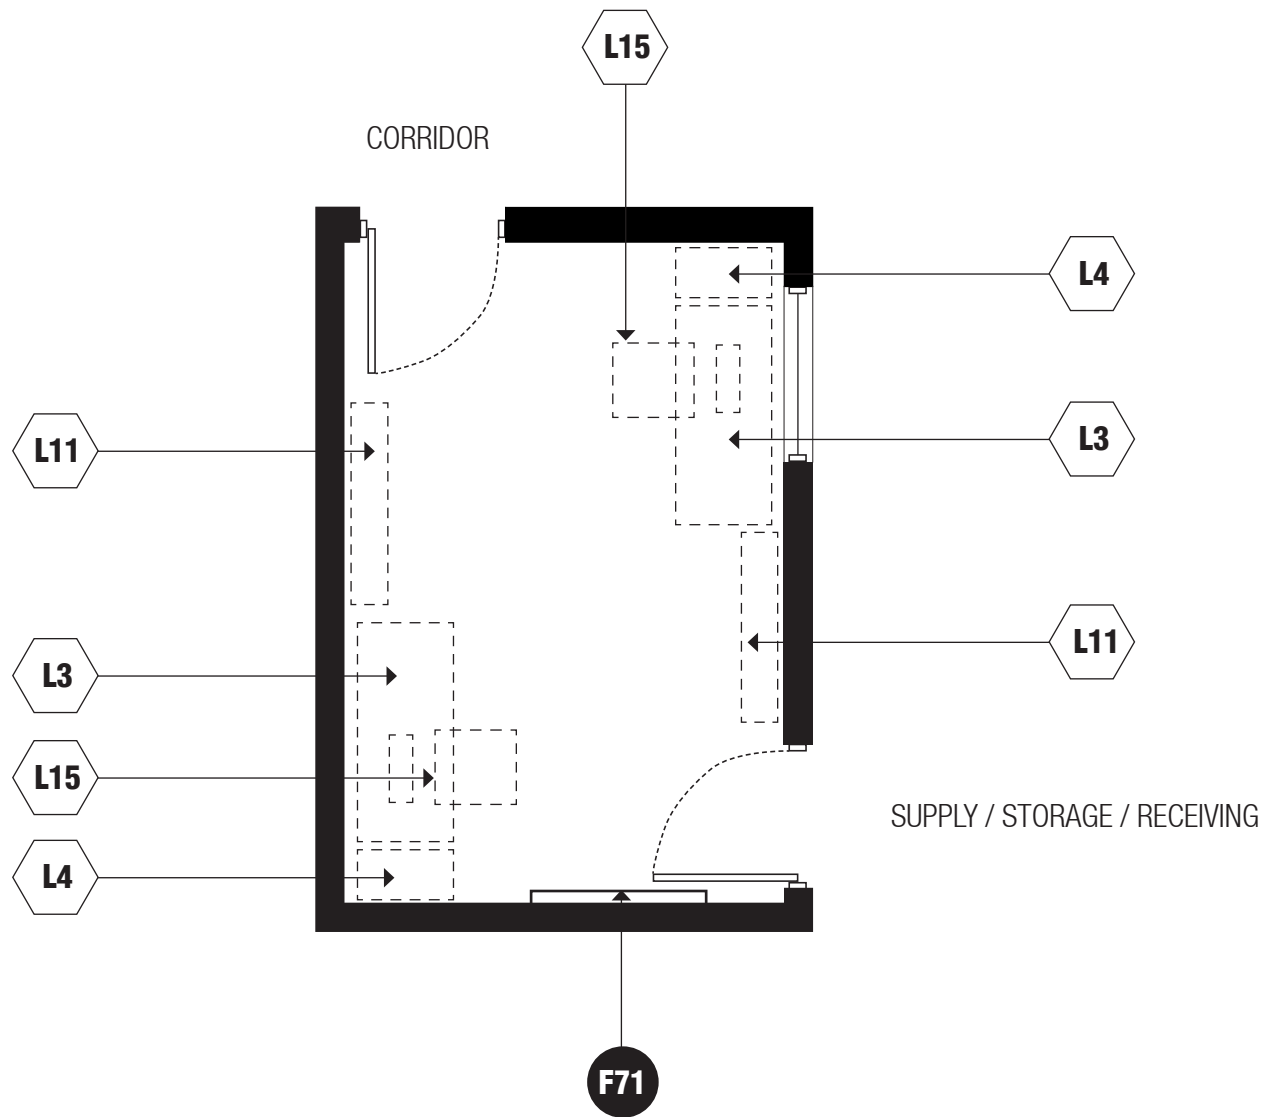 L15
CORRIDOR
L4
L3
L11
L11
L3
L15
SUPPLY / STORAGE / RECEIVING
L4
F71